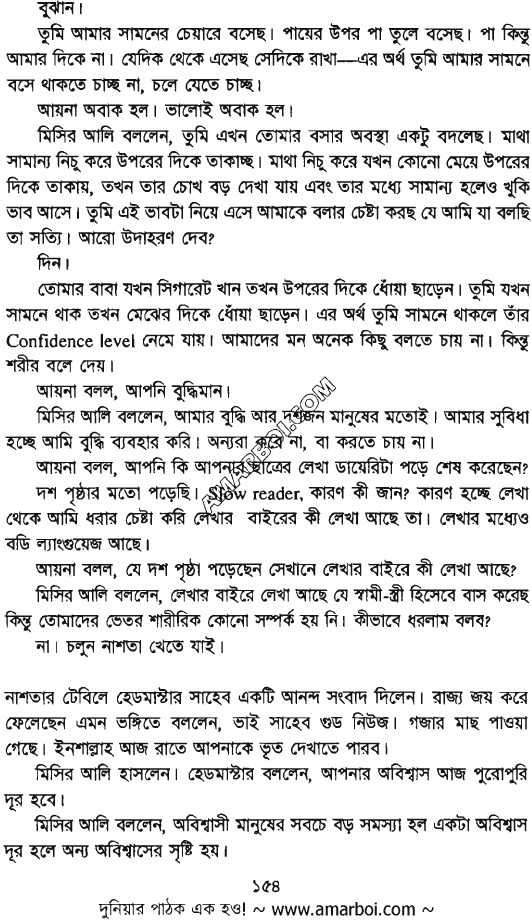 বুঝান।
তুমি আমার সামনের চেয়ারে বসেছ। পায়ের উপর পা তুলে বসেছ। পা কিন্তু
আমার দিকে না। যেদিক থেকে এসেছ সেদিকে রাখা—এর অর্থ তুমি আমার সামনে
বসে থাকতে চাচ্ছ না, চলে যেতে চাচ্ছ।
আয়না অবাক হল। ভালোই অবাক হল।
মিসির আলি বললেন, তুমি এখন তোমার বসার অবস্থা একটু বদলেছ। মাথা
সামান্য নিচু করে উপরের দিকে তাকাচ্ছ। মাথা নিচু করে যখন কোনো মেয়ে উপরের
দিকে তাকায়, তখন তার চোখ বড় দেখা যায় এবং তার মধ্যে সামান্য হলেও খুকি
ভাব আসে। তুমি এই ভাবটা নিয়ে এসে আমাকে বলার চেষ্টা করছ যে আমি যা বলছি
তা সত্যি। আরো উদাহরণ দেব?
দিন।
তোমার বাবা যখন সিগারেট খান তখন উপরের দিকে ধোঁয়া ছাড়েন। তুমি যখন
সামনে থাক তখন মেঝের দিকে ধোঁয়া ছাড়েন। এর অর্থ তুমি সামনে থাকলে তাঁর
Confidence level নেমে যায়। আমাদের মন অনেক কিছু বলতে চায় না। কিন্তু
শরীর বলে দেয়।
আয়না বলল, আপনি বুদ্ধিমান।
মিসির আলি বললেন, আমার বুদ্ধি আর দশজন মানুষের মতোই। আমার সুবিধা
হচ্ছে আমি বুদ্ধি ব্যবহার করি। অন্যরা করে না, বা করতে চায় না।
আয়না বলল, আপনি কি আপনার ছাত্রের লেখা ডায়েরিটা পড়ে শেষ করেছেন?
দশ পৃষ্ঠার মতো পড়েছি। Slow reader, কারণ কী জান? কারণ হচ্ছে লেখা
থেকে আমি ধরার চেষ্টা করি লেখার বাইরের কী লেখা আছে তা। লেখার মধ্যেও
বডি ল্যাংগুয়েজ আছে।
আয়না বলল, যে দশ পৃষ্ঠা পড়েছেন সেখানে লেখার বাইরে কী লেখা আছে?
মিসির আলি বললেন, লেখার বাইরে লেখা আছে যে স্বামী-স্ত্রী হিসেবে বাস করেছ
কিন্তু তোমাদের ভেতর শারীরিক কোনো সম্পর্ক হয় নি। কীভাবে ধরলাম বলব?
না। চলুন নাশতা খেতে যাই।
নাশতার টেবিলে হেডমাস্টার সাহেব একটি আনন্দ সংবাদ দিলেন। রাজ্য জয় করে
ফেলেছেন এমন ভঙ্গিতে বললেন, ভাই সাহেব গুড নিউজ। গজার মাছ পাওয়া
গেছে। ইনশাল্লাহ আজ রাতে আপনাকে ভূত দেখাতে পারব।
মিসির আলি হাসলেন। হেডমাস্টার বললেন, আপনার অবিশ্বাস আজ পুরোপুরি
দূর হবে।
মিসির আলি বললেন, অবিশ্বাসী মানুষের সবচে বড় সমস্যা হল একটা অবিশ্বাস
দূর হলে অন্য অবিশ্বাসের সৃষ্টি হয়।
১৫৪
দুনিয়ার পাঠক এক হও! ~ www.amarboi.com ~
AMARBOI.COM